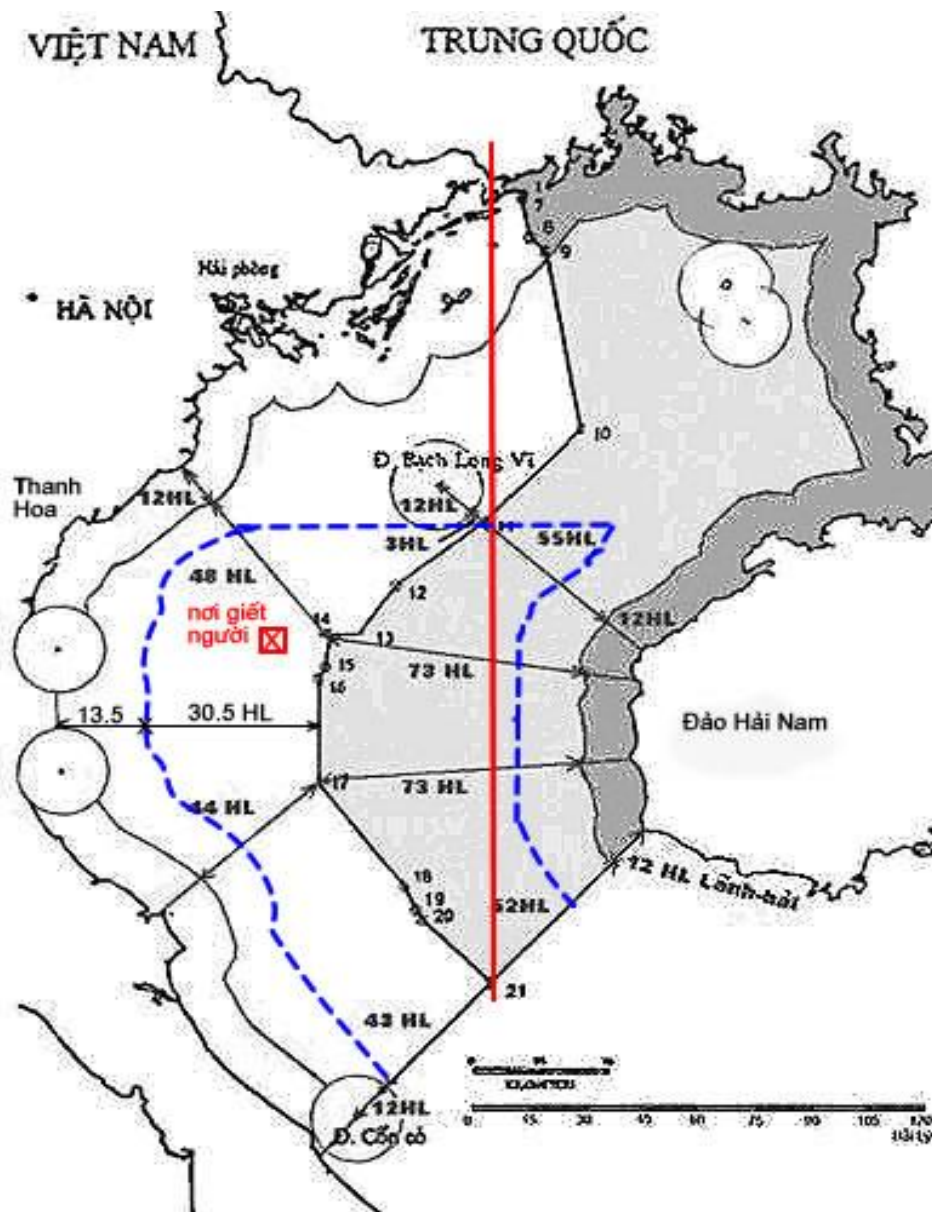 VIỆT NAM
TRUNG QUỐC
1
7
8
9
Hải phòng
HÀ NỘI
10
Đ. Bạch Long Vĩ
12HL
3HL
55HL
Thanh
Hoa
12HL
12
48 HL
12HL
nơi giết
người
14
13
15
16
73 HL
13.5
30.5 HL
Đảo Hải Nam
17
73 HL
44 HL
12 HL Lãnh-hải
18
19
20
52HL
21
43 HL
12HL
Đ. Cồn cỏ
0
15
30
45
60
75
90
105
120